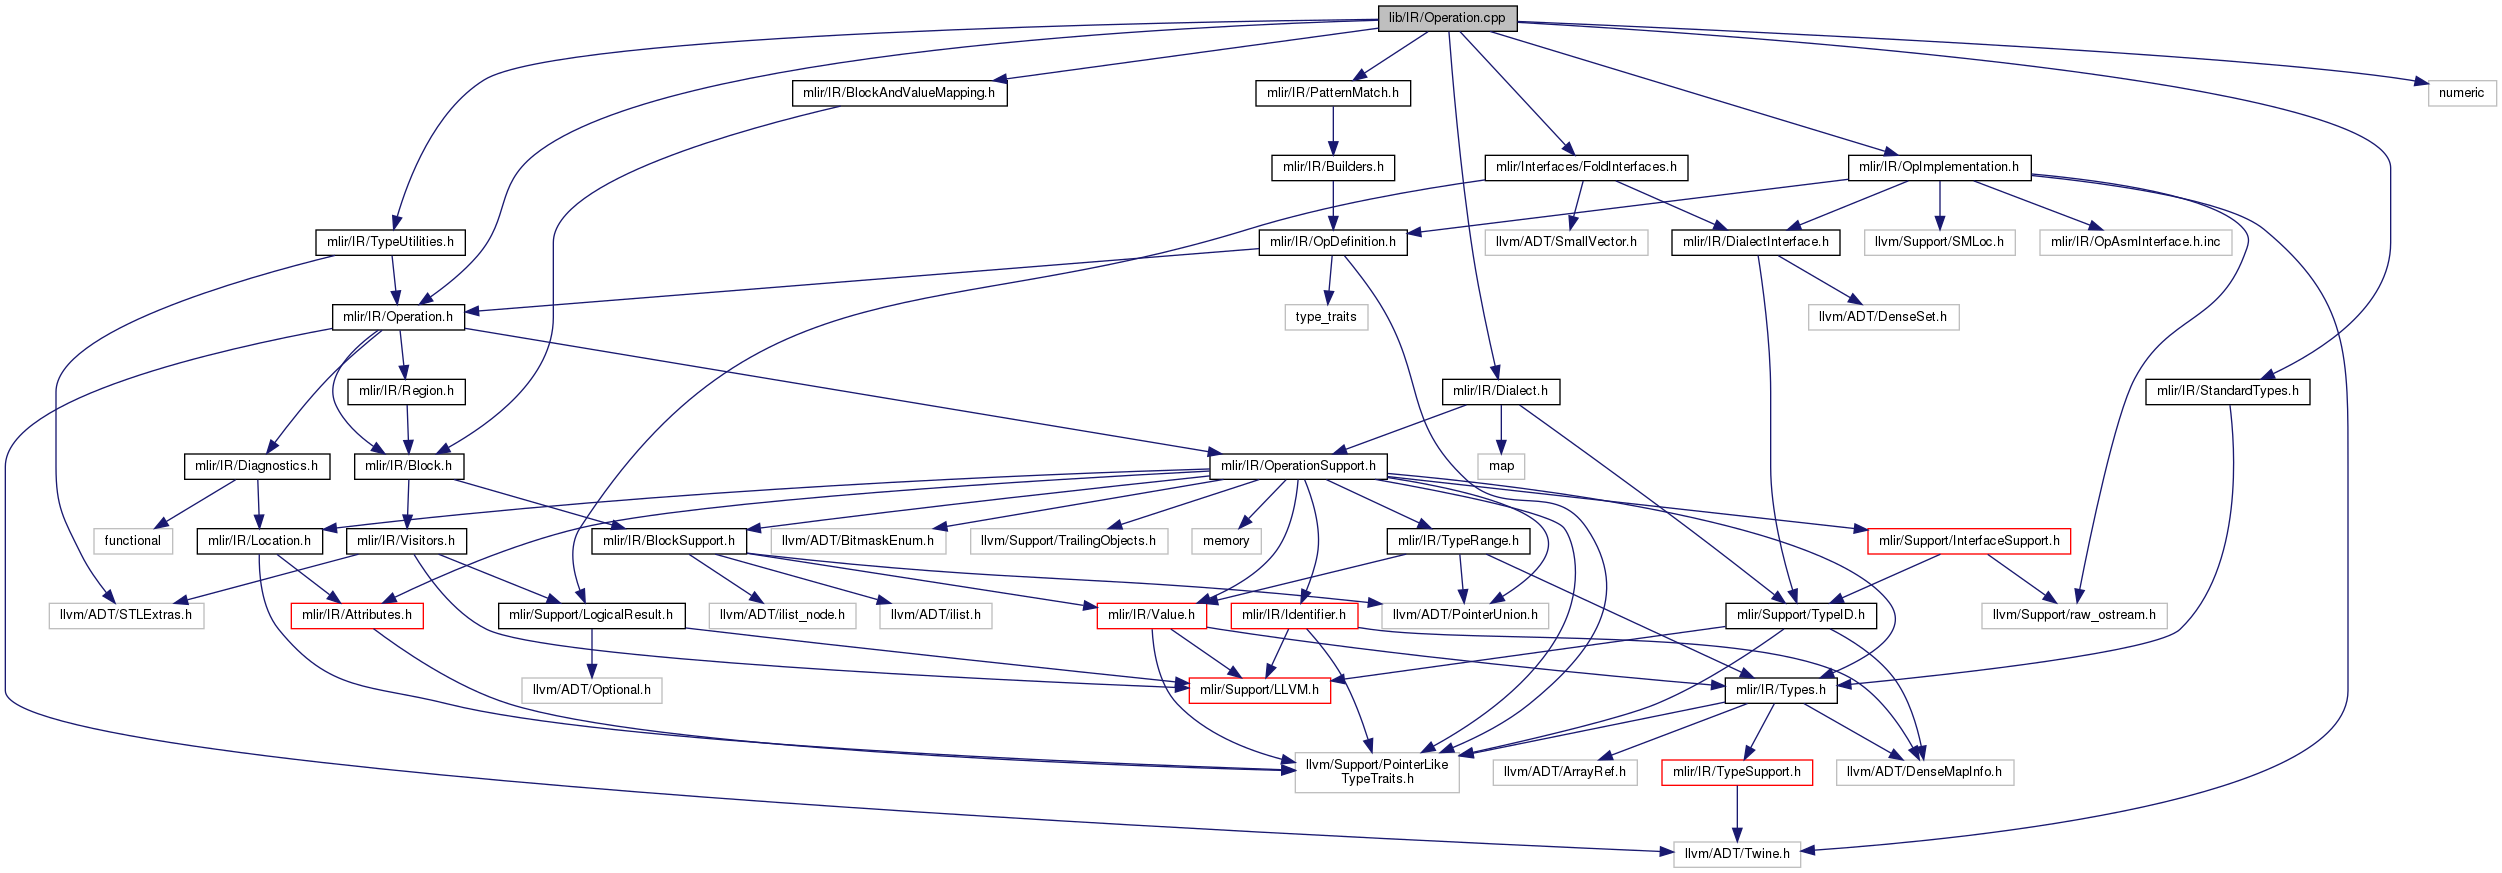 lib/IR/Operation.cpp
mlir/IR/BlockAndValueMapping.h
mlir/IR/PatternMatch.h
numeric
mlir/IR/Builders.h
mlir/Interfaces/FoldInterfaces.h
mlir/IR/OpImplementation.h
mlir/IR/TypeUtilities.h
mlir/IR/OpDefinition.h
llvm/ADT/SmallVector.h
mlir/IR/DialectInterface.h
llvm/Support/SMLoc.h
mlir/IR/OpAsmInterface.h.inc
mlir/IR/Operation.h
type_traits
llvm/ADT/DenseSet.h
mlir/IR/Region.h
mlir/IR/Dialect.h
mlir/IR/StandardTypes.h
mlir/IR/Diagnostics.h
mlir/IR/Block.h
mlir/IR/OperationSupport.h
map
functional
mlir/IR/Location.h
mlir/IR/Visitors.h
mlir/IR/BlockSupport.h
llvm/ADT/BitmaskEnum.h
llvm/Support/TrailingObjects.h
memory
mlir/IR/TypeRange.h
mlir/Support/InterfaceSupport.h
llvm/ADT/STLExtras.h
mlir/IR/Attributes.h
mlir/Support/LogicalResult.h
llvm/ADT/ilist_node.h
llvm/ADT/ilist.h
mlir/IR/Value.h
mlir/IR/Identifier.h
llvm/ADT/PointerUnion.h
mlir/Support/TypeID.h
llvm/Support/raw_ostream.h
llvm/ADT/Optional.h
mlir/Support/LLVM.h
mlir/IR/Types.h
llvm/Support/PointerLike
TypeTraits.h
llvm/ADT/ArrayRef.h
mlir/IR/TypeSupport.h
llvm/ADT/DenseMapInfo.h
llvm/ADT/Twine.h